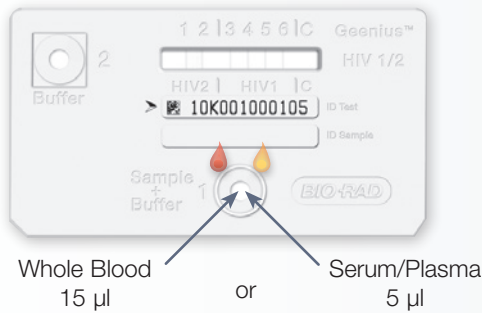 1 2 3 4 5 6 C Geenius™
2 HIV 1/2
Buffer
HIV2 HIV1 C
> 10K001000105 ID Test
ID Sample
Sample
+
Buffer
1
BIO-RAD
Whole Blood
15 µl
or
Serum/Plasma
5 µl